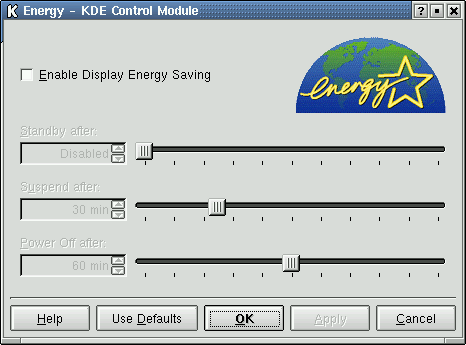 Energy - KDE Control Module
Enable Display Energy Saving
energy
Standby after:
Disabled
Suspend after:
30 min
Power Off after:
60 min
Help Use Defaults OK Apply Cancel